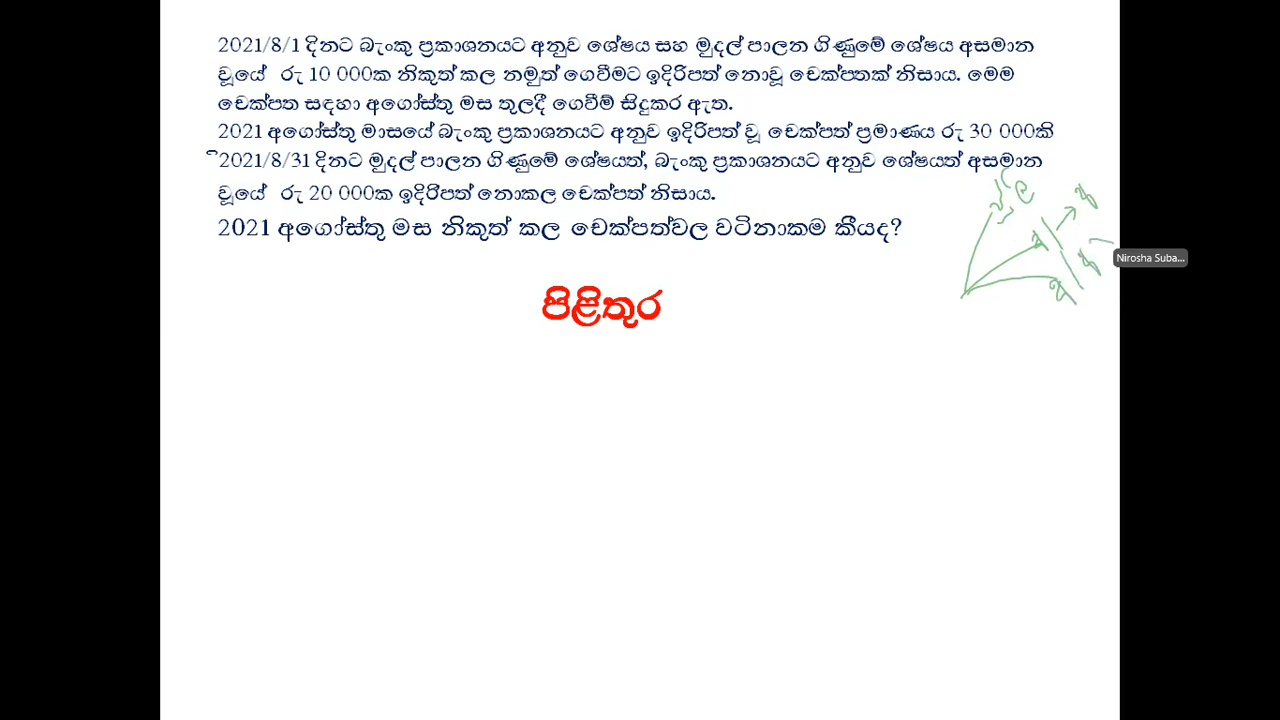 2021/8/1 දිනට බැංකු ප්‍රකාශනයට අනුව ශේෂය සහ මුදල් පාලන ගිණුමේ ශේෂය අසමාන
වූයේ රු 10 000ක නිකුත් කල නමුත් ගෙවීමට ඉදිරිපත් නොවූ චෙක්පතක් නිසාය. මෙම
චෙක්පත සඳහා අගෝස්තු මස තුලදී ගෙවීම් සිදුකර ඇත.
2021 අගෝස්තු මාසයේ බැංකු ප්‍රකාශනයට අනුව ඉදිරිපත් වූ චෙක්පත් ප්‍රමාණය රු 30 000කි
2021/8/31 දිනට මුදල් පාලන ගිණුමේ ශේෂයත්, බැංකු ප්‍රකාශනයට අනුව ශේෂයත් අසමාන
වූයේ රු 20 000ක ඉදිරිපත් නොකල චෙක්පත් නිසාය.
2021 අගෝස්තු මස නිකුත් කල චෙක්පත්වල වටිනාකම කීයද?
Nirosha Suba...
පිළිතුර